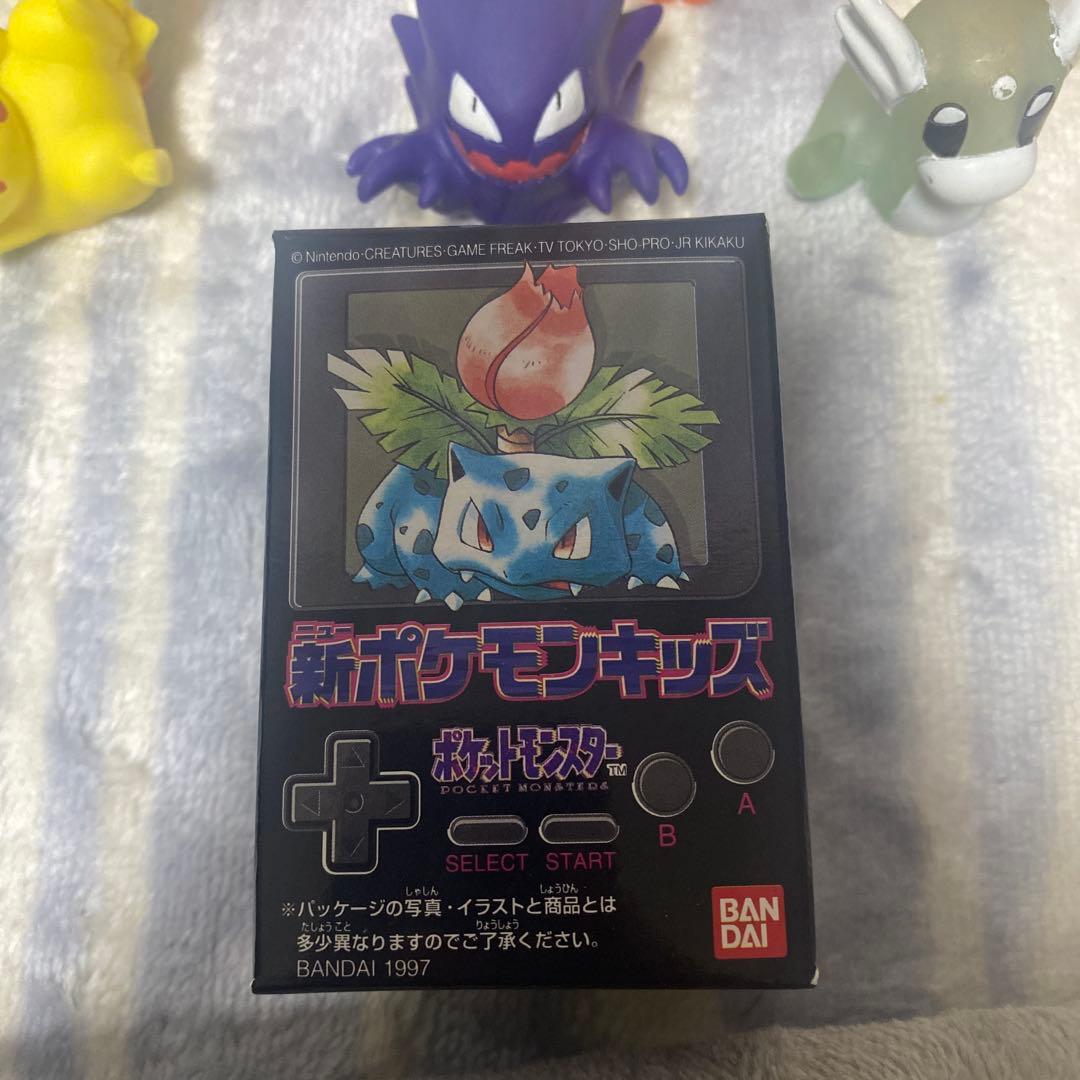 © Nintendo・CREATURES・GAME FREAK・TV TOKYO・SHO-PRO・JR KIKAKU
ニュー
新ポケモンキッズ
ポケットモンスター™
POCKET MONSTERS
A
B
SELECT START
しゃしん しょうひん
※パッケージの写真・イラストと商品とは
たしょうこと りょうしょう
多少異なりますのでご了承ください。
BANDAI 1997
BAN
DAI